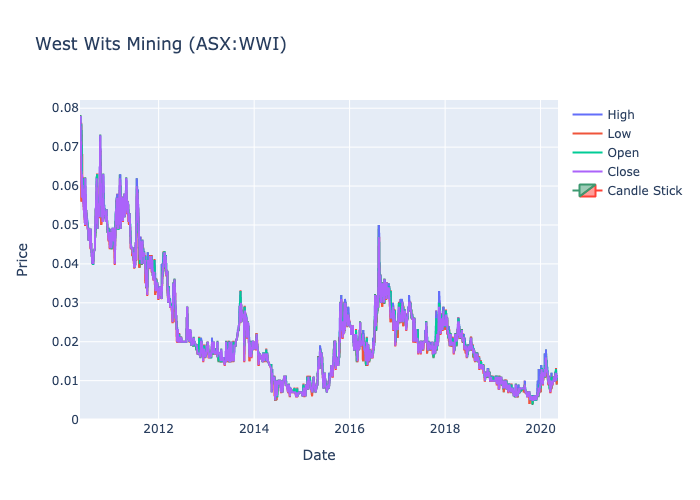 West Wits Mining (ASX:WWI)
0.08
0.07
0.06
0.05
0.04
0.03
0.02
0.01
0
Price
2012
2014
2016
2018
2020
Date
High
Low
Open
Close
Candle Stick